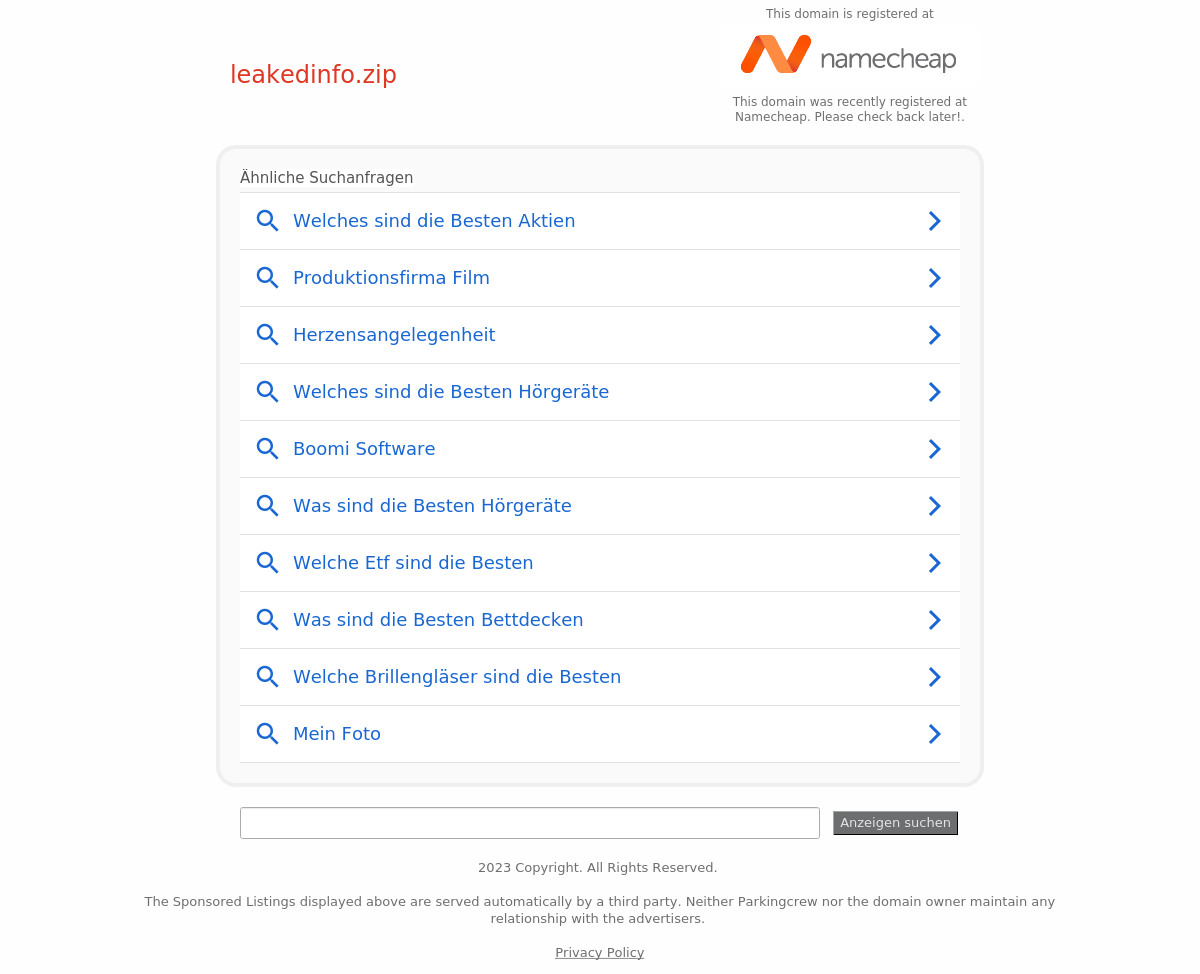 This domain is registered at
namecheap
leakedinfo.zip
This domain was recently registered at
Namecheap. Please check back later!.
Ähnliche Suchanfragen
Welches sind die Besten Aktien
Produktionsfirma Film
Herzensangelegenheit
Welches sind die Besten Hörgeräte
Boomi Software
Was sind die Besten Hörgeräte
Welche Etf sind die Besten
Was sind die Besten Bettdecken
Welche Brillengläser sind die Besten
Mein Foto
Anzeigen suchen
2023 Copyright. All Rights Reserved.
The Sponsored Listings displayed above are served automatically by a third party. Neither Parkingcrew nor the domain owner maintain any
relationship with the advertisers.
Privacy Policy